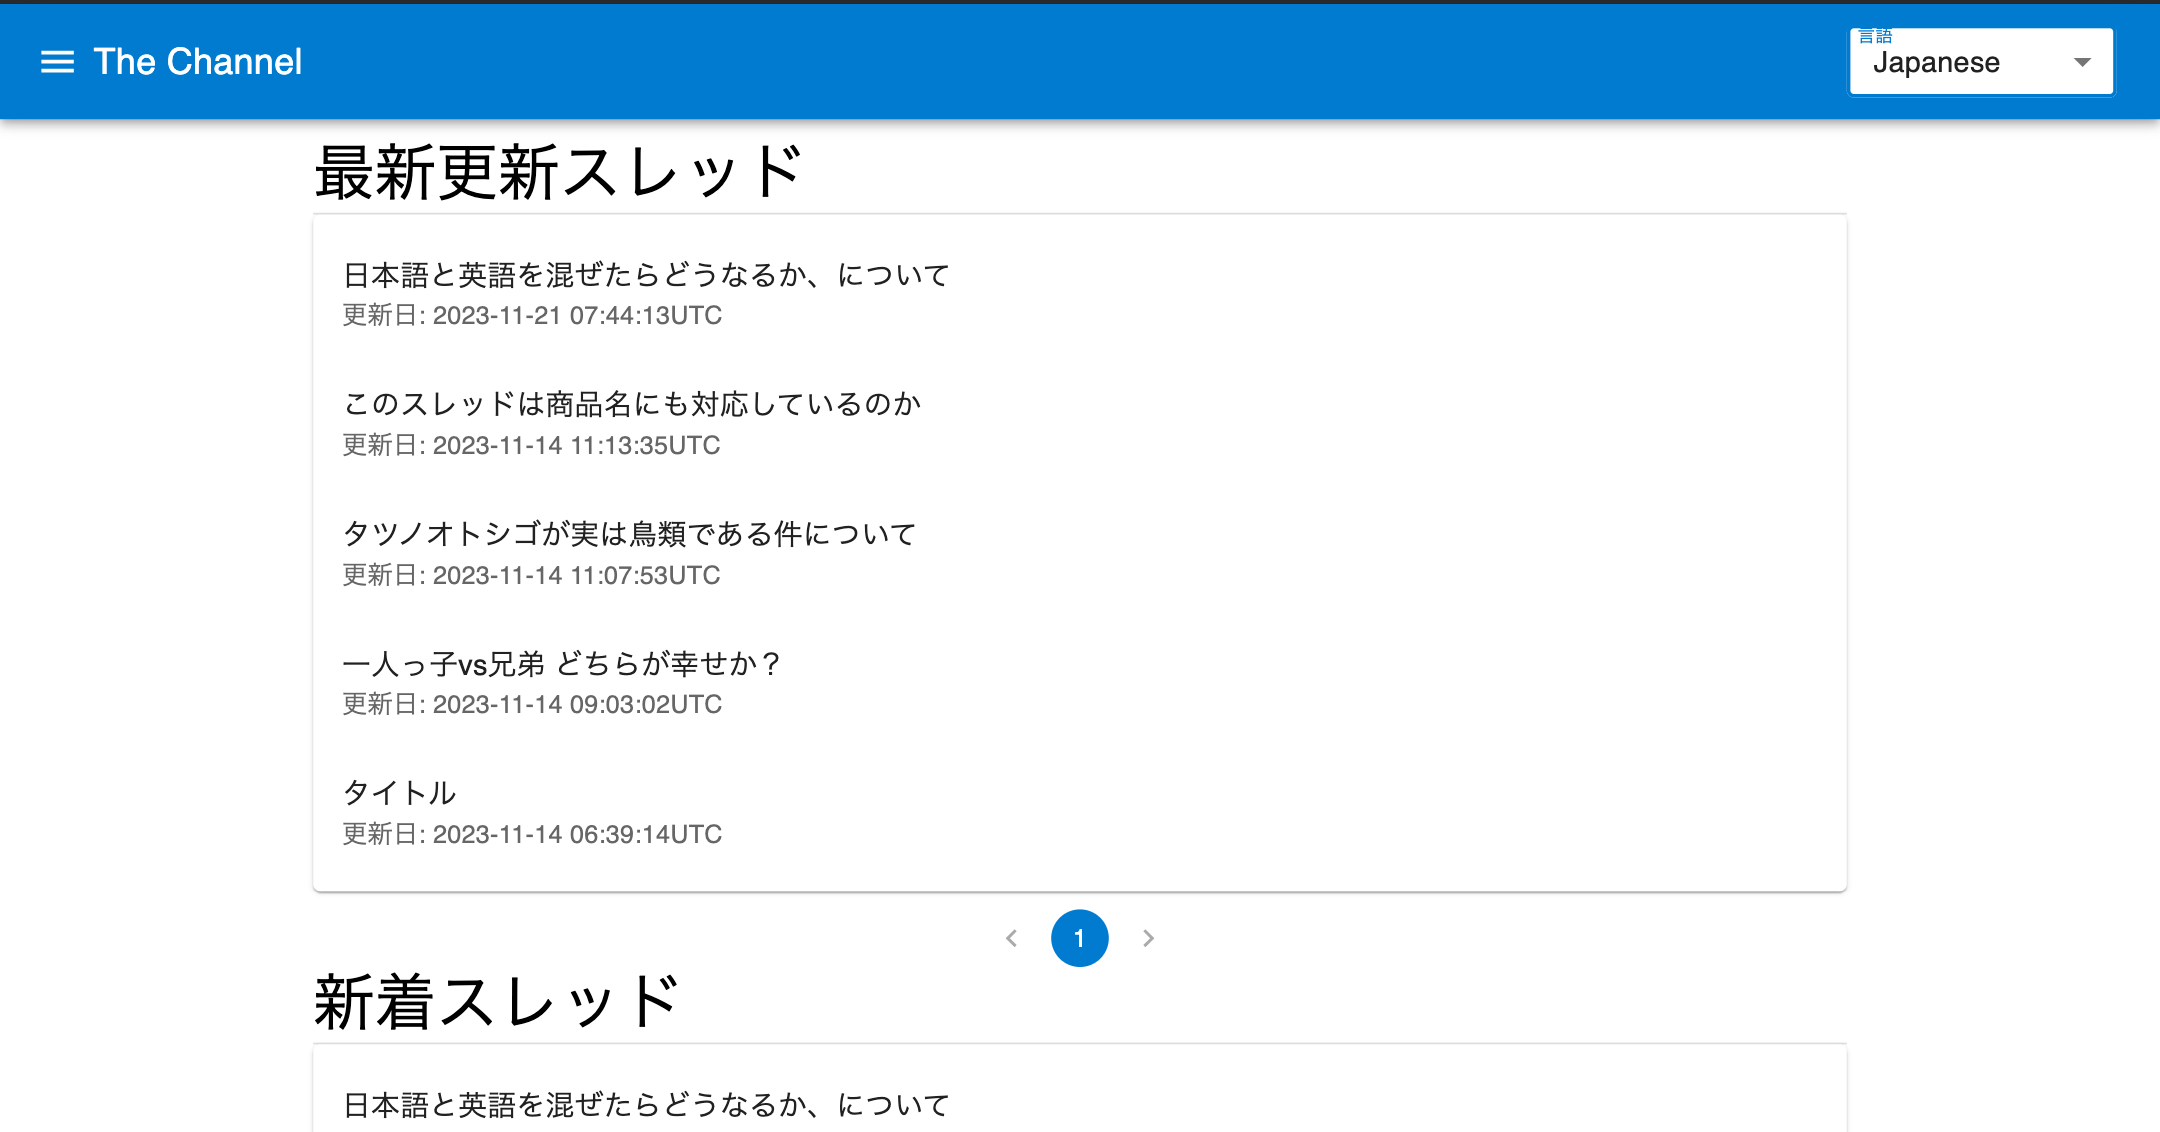 The Channel
言語
Japanese
最新更新スレッド
日本語と英語を混ぜたらどうなるか、について
更新日: 2023-11-21 07:44:13UTC
このスレッドは商品名にも対応しているのか
更新日: 2023-11-14 11:13:35UTC
タツノオトシゴが実は鳥類である件について
更新日: 2023-11-14 11:07:53UTC
一人っ子vs兄弟 どちらが幸せか？
更新日: 2023-11-14 09:03:02UTC
タイトル
更新日: 2023-11-14 06:39:14UTC
1
新着スレッド
日本語と英語を混ぜたらどうなるか、について